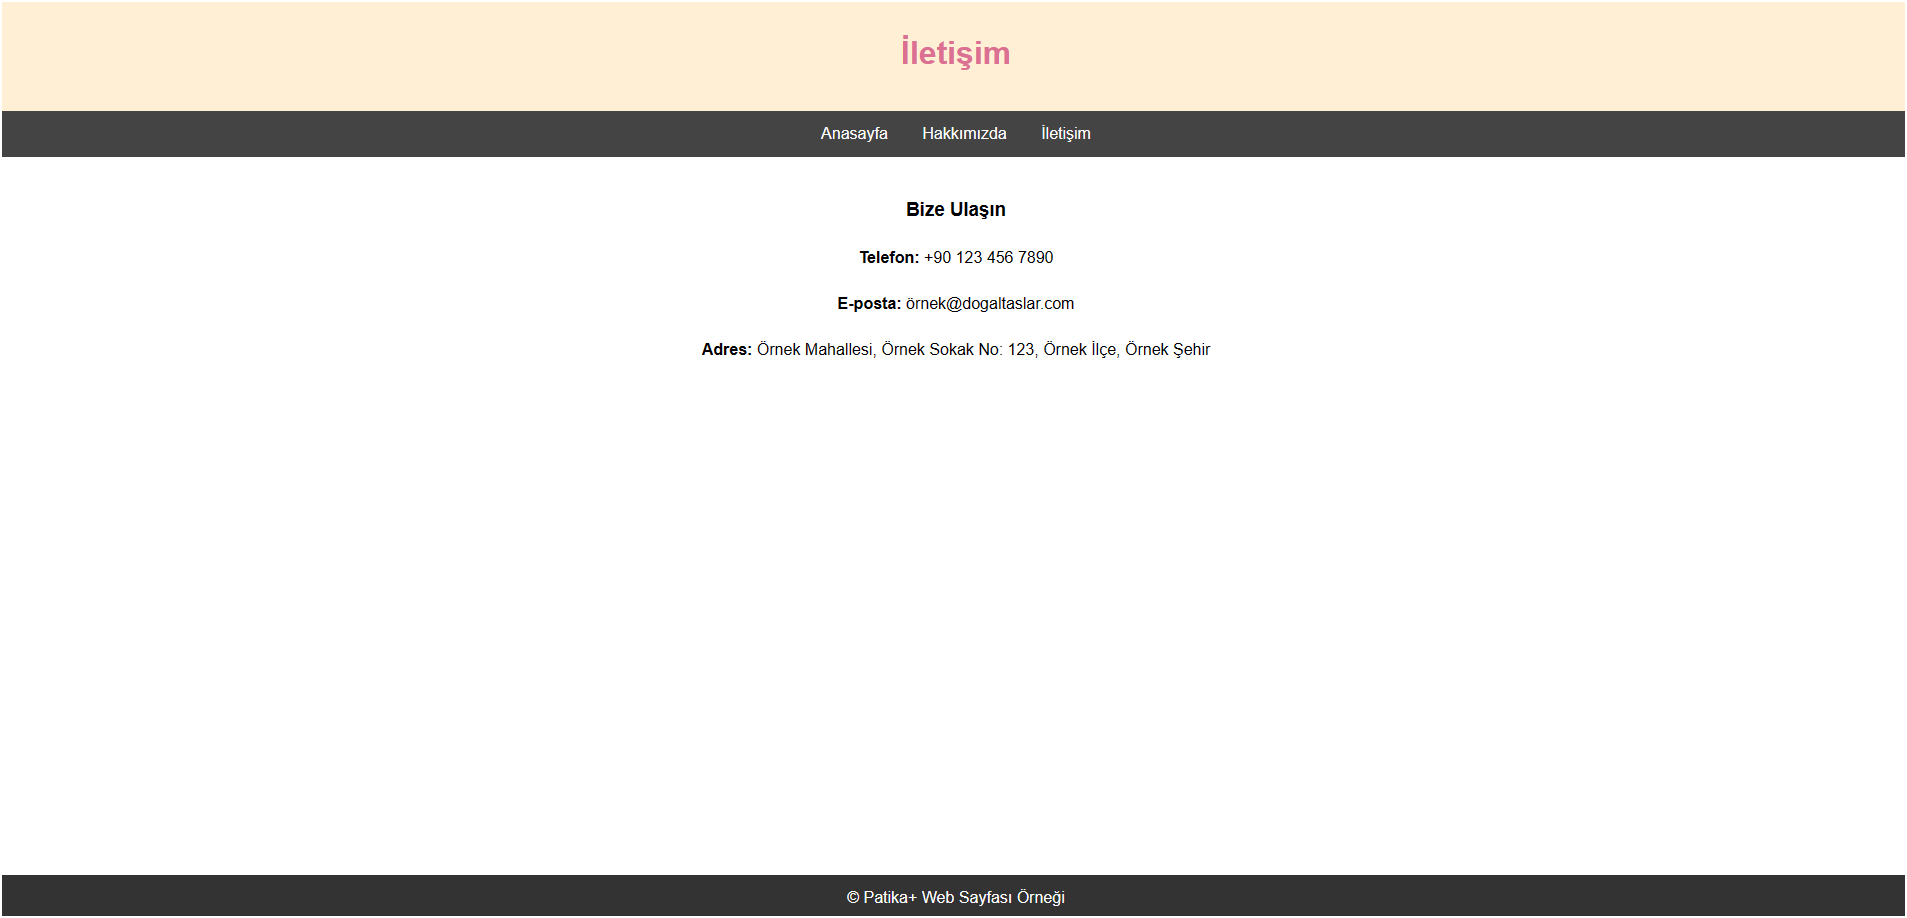 İletişim
Anasayfa Hakkımızda İletişim
Bize Ulaşın
Telefon: +90 123 456 7890
E-posta: örnek@dogaltaslar.com
Adres: Örnek Mahallesi, Örnek Sokak No: 123, Örnek İlçe, Örnek Şehir
© Patika+ Web Sayfası Örneği